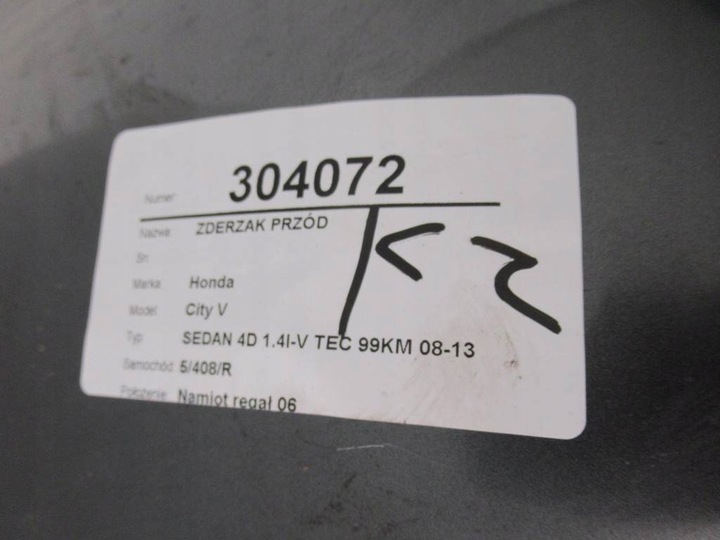 Numer: 304072
Nazwa: ZDERZAK PRZÓD
Sn:
Marka: Honda
Model: City V
Typ: SEDAN 4D 1.4I-V TEC 99KM 08-13
Samochód 5/408/R
Położenie Namiot regał 06